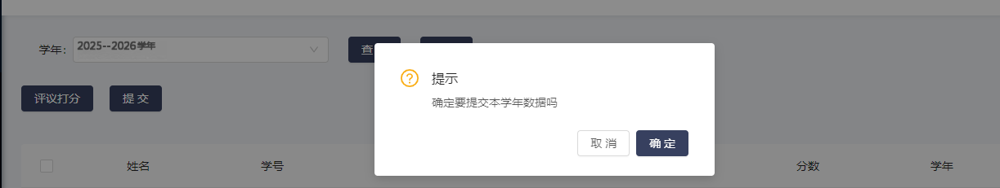 学年：
2025--2026学年
查
评议打分
提 交
提示
确定要提交本学年数据吗
取 消
确 定
姓名
学号
分数
学年